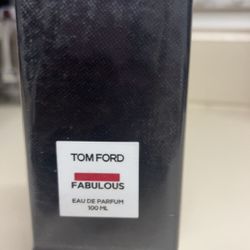 TOM FORD
FABULOUS
EAU DE PARFUM
100 ML